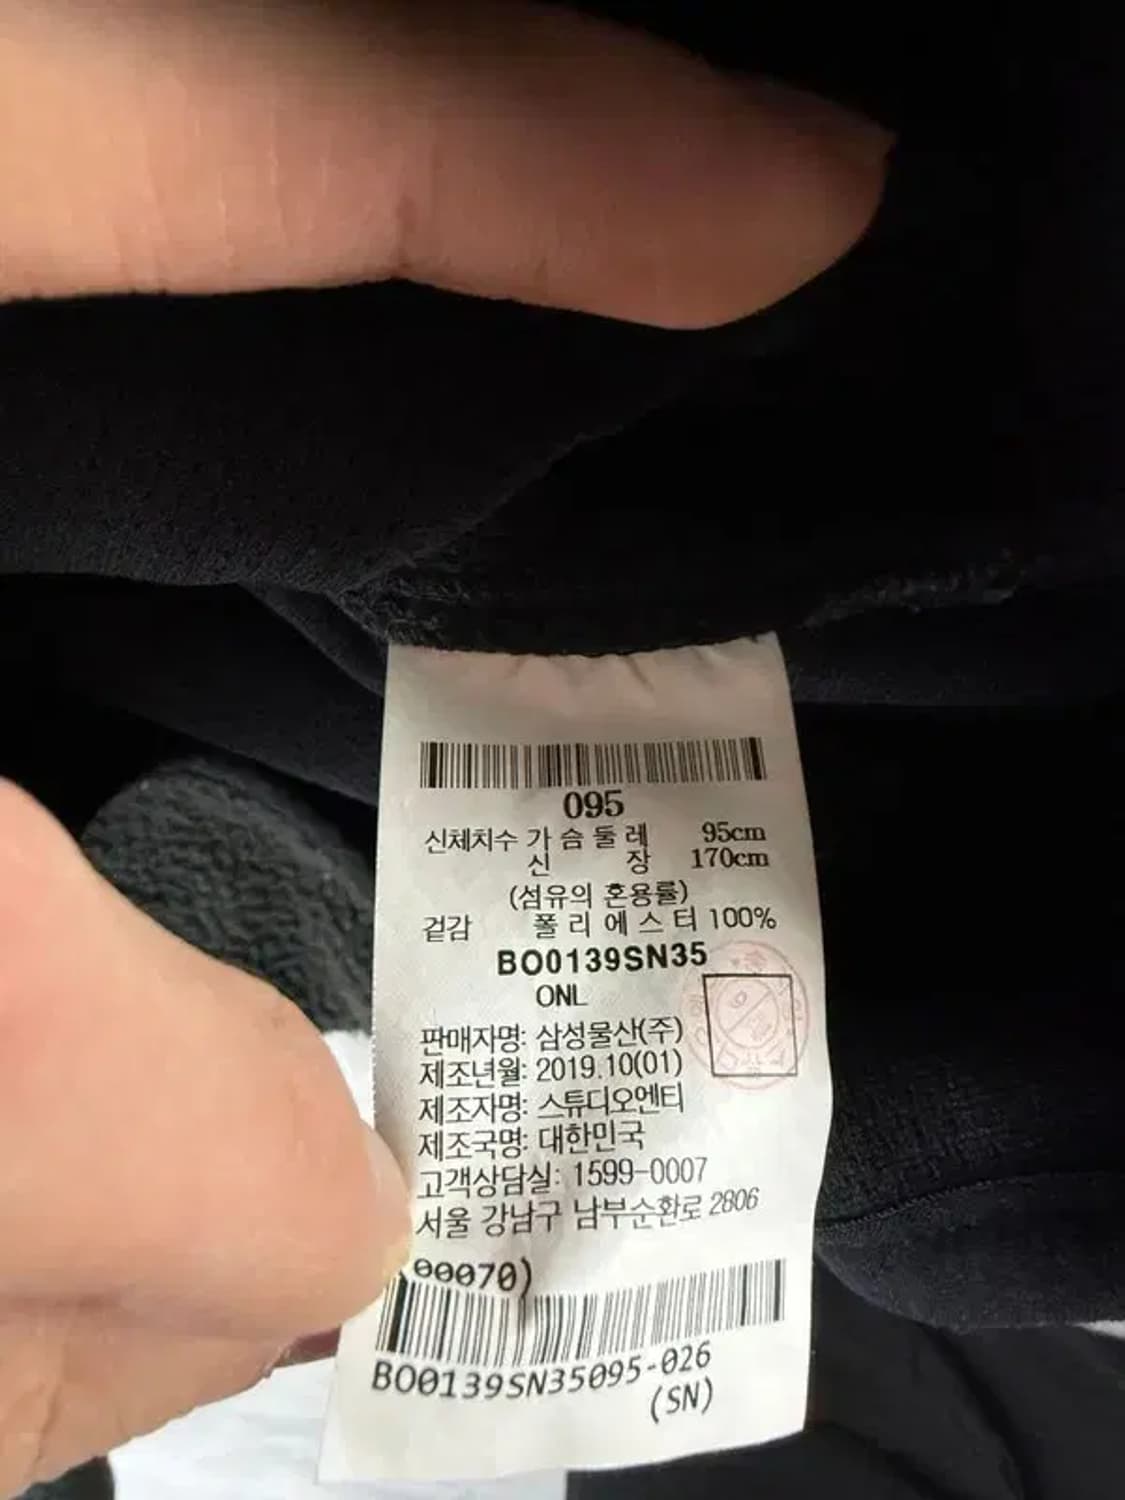 095
신체치수 가 슴 둘 레 95cm
신 장 170cm
(섬유의 혼용률)
겉감 폴 리 에 스 터 100%
BO0139SN35
ONL
판매자명: 삼성물산(주)
제조년월: 2019.10(01)
제조자명: 스튜디오엔티
제조국명: 대한민국
고객상담실: 1599-0007
서울 강남구 남부순환로 2806
00070)
BO0139SN35095-026
(SN)